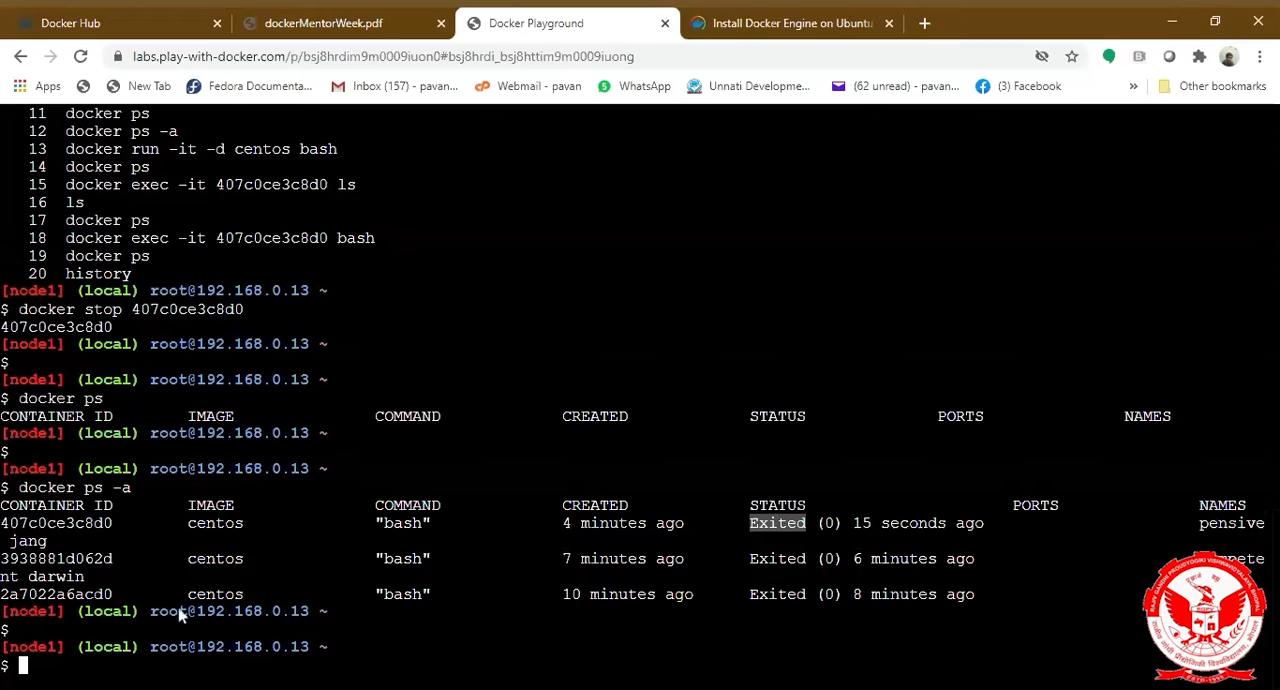 Docker Hub
dockerMentorWeek.pdf
Docker Playground
Install Docker Engine on Ubuntu
labs.play-with-docker.com/p/bsj8hrdim9m0009iuon0#bsj8hrdi_bsj8httim9m0009iuong
Apps
New Tab
Fedora Documenta...
Inbox (157) - pavan...
Webmail - pavan
WhatsApp
Unnati Developme...
(62 unread) - pavan...
(3) Facebook
Other bookmarks
11 docker ps
12 docker ps -a
13 docker run -it -d centos bash
14 docker ps
15 docker exec -it 407c0ce3c8d0 ls
16 ls
17 docker ps
18 docker exec -it 407c0ce3c8d0 bash
19 docker ps
20 history
[node1] (local) root@192.168.0.13 ~
$ docker stop 407c0ce3c8d0
407c0ce3c8d0
[node1] (local) root@192.168.0.13 ~
$
[node1] (local) root@192.168.0.13 ~
$ docker ps
CONTAINER ID IMAGE COMMAND CREATED STATUS PORTS NAMES
[node1] (local) root@192.168.0.13 ~
$
[node1] (local) root@192.168.0.13 ~
$ docker ps -a
CONTAINER ID IMAGE COMMAND CREATED STATUS PORTS NAMES
407c0ce3c8d0 centos "bash" 4 minutes ago Exited (0) 15 seconds ago pensive
jang
3938881d062d centos "bash" 7 minutes ago Exited (0) 6 minutes ago
nt darwin
2a7022a6acd0 centos "bash" 10 minutes ago Exited (0) 8 minutes ago
[node1] (local) root@192.168.0.13 ~
$
[node1] (local) root@192.168.0.13 ~
$